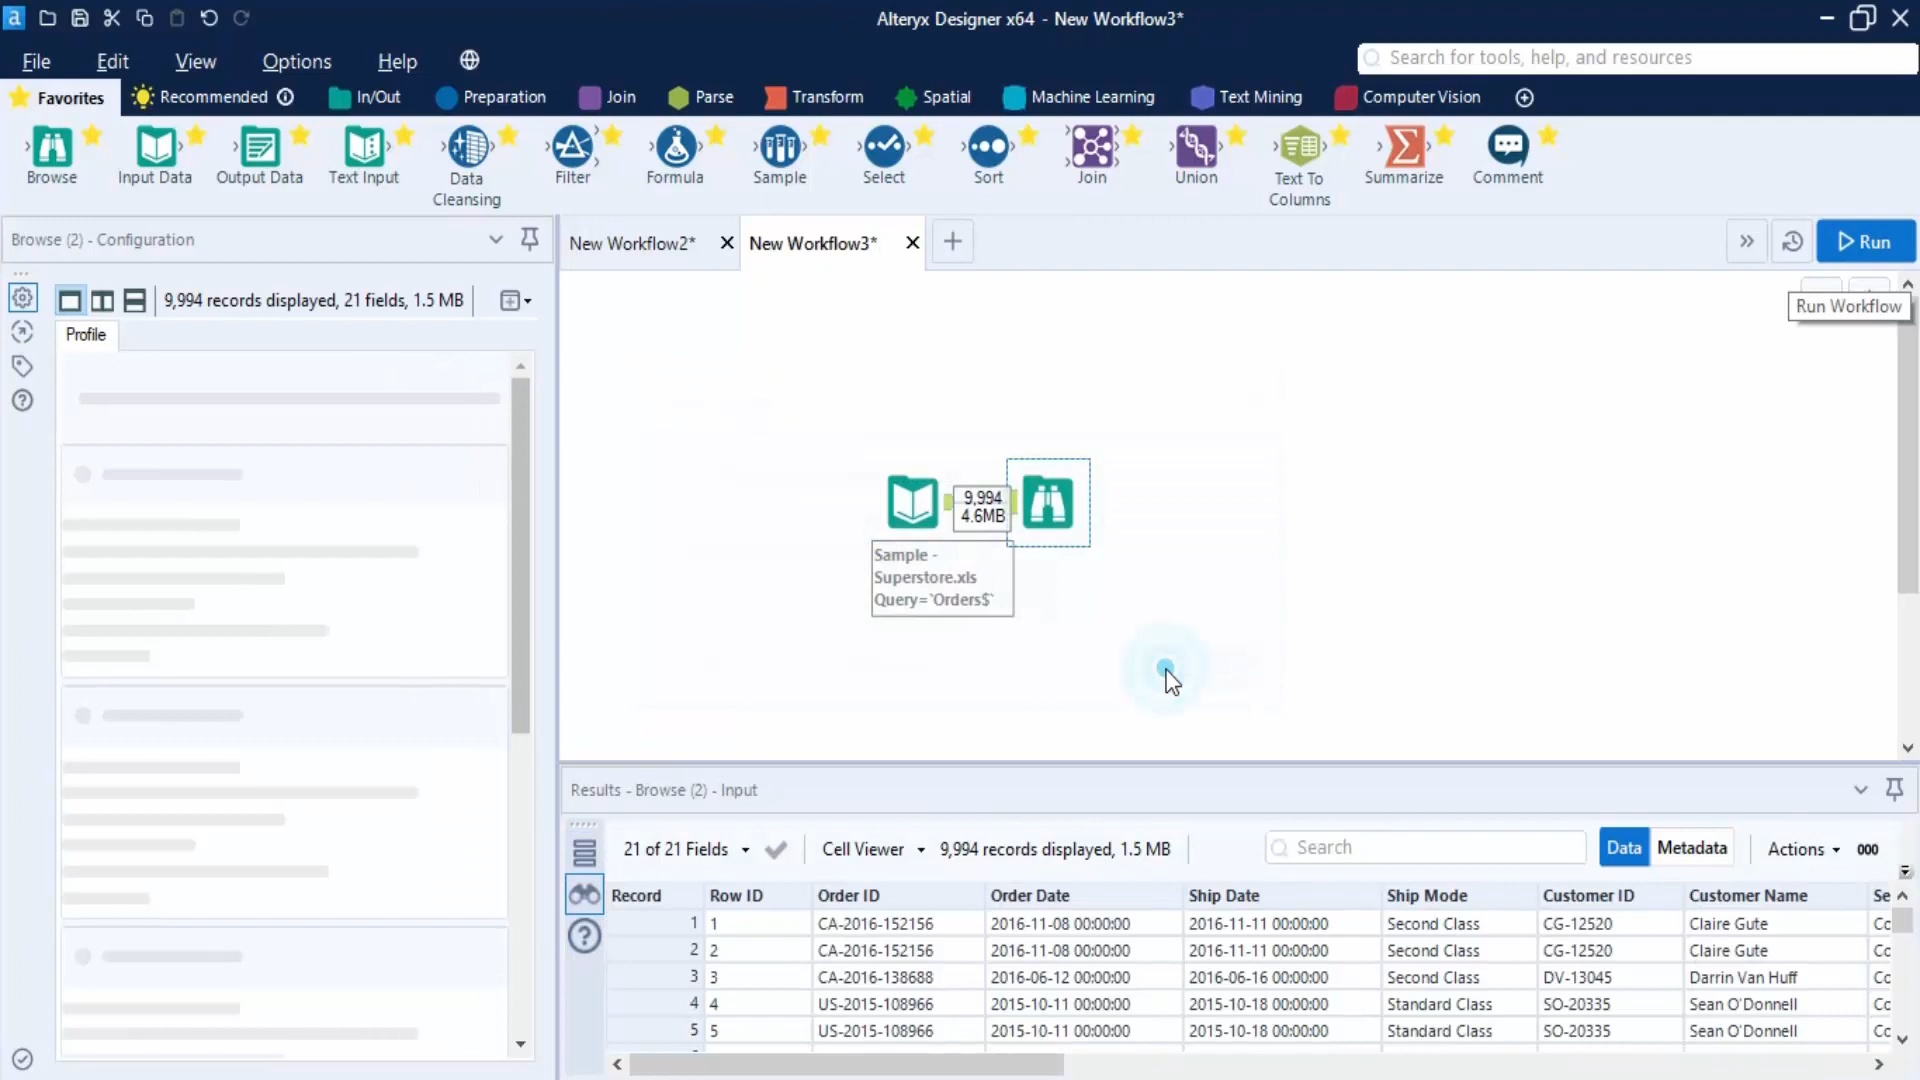 Alteryx Designer x64 - New Workflow3*
File Edit View Options Help
Search for tools, help, and resources
Favorites Recommended In/Out Preparation Join Parse Transform Spatial Machine Learning Text Mining Computer Vision
Browse Input Data Output Data Text Input Data Cleansing Filter Formula Sample Select Sort Join Union Text To Columns Summarize Comment
Browse (2) - Configuration
New Workflow2* New Workflow3*
Run
Run Workflow
9,994 records displayed, 21 fields, 1.5 MB
Profile
9,994
4.6MB
Sample -
Superstore.xls
Query=`Orders$`
Results - Browse (2) - Input
21 of 21 Fields Cell Viewer 9,994 records displayed, 1.5 MB Search Data Metadata Actions 000
Record Row ID Order ID Order Date Ship Date Ship Mode Customer ID Customer Name Se
1 1 CA-2016-152156 2016-11-08 00:00:00 2016-11-11 00:00:00 Second Class CG-12520 Claire Gute Cc
2 2 CA-2016-152156 2016-11-08 00:00:00 2016-11-11 00:00:00 Second Class CG-12520 Claire Gute Cc
3 3 CA-2016-138688 2016-06-12 00:00:00 2016-06-16 00:00:00 Second Class DV-13045 Darrin Van Huff Cc
4 4 US-2015-108966 2015-10-11 00:00:00 2015-10-18 00:00:00 Standard Class SO-20335 Sean O'Donnell Cc
5 5 US-2015-108966 2015-10-11 00:00:00 2015-10-18 00:00:00 Standard Class SO-20335 Sean O'Donnell Cc